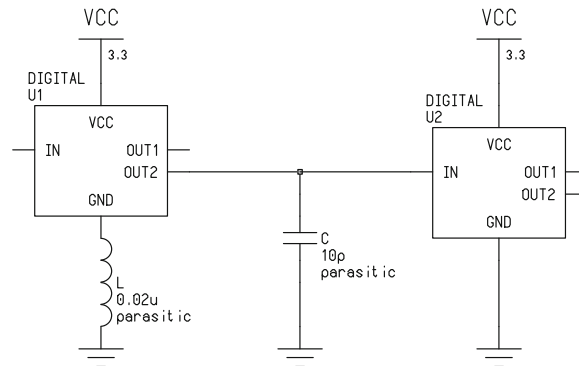 VCC
3.3
DIGITAL
U1
VCC
IN
OUT1
OUT2
GND
L
0.02u
parasitic
C
10p
parasitic
VCC
3.3
DIGITAL
U2
VCC
IN
OUT1
OUT2
GND